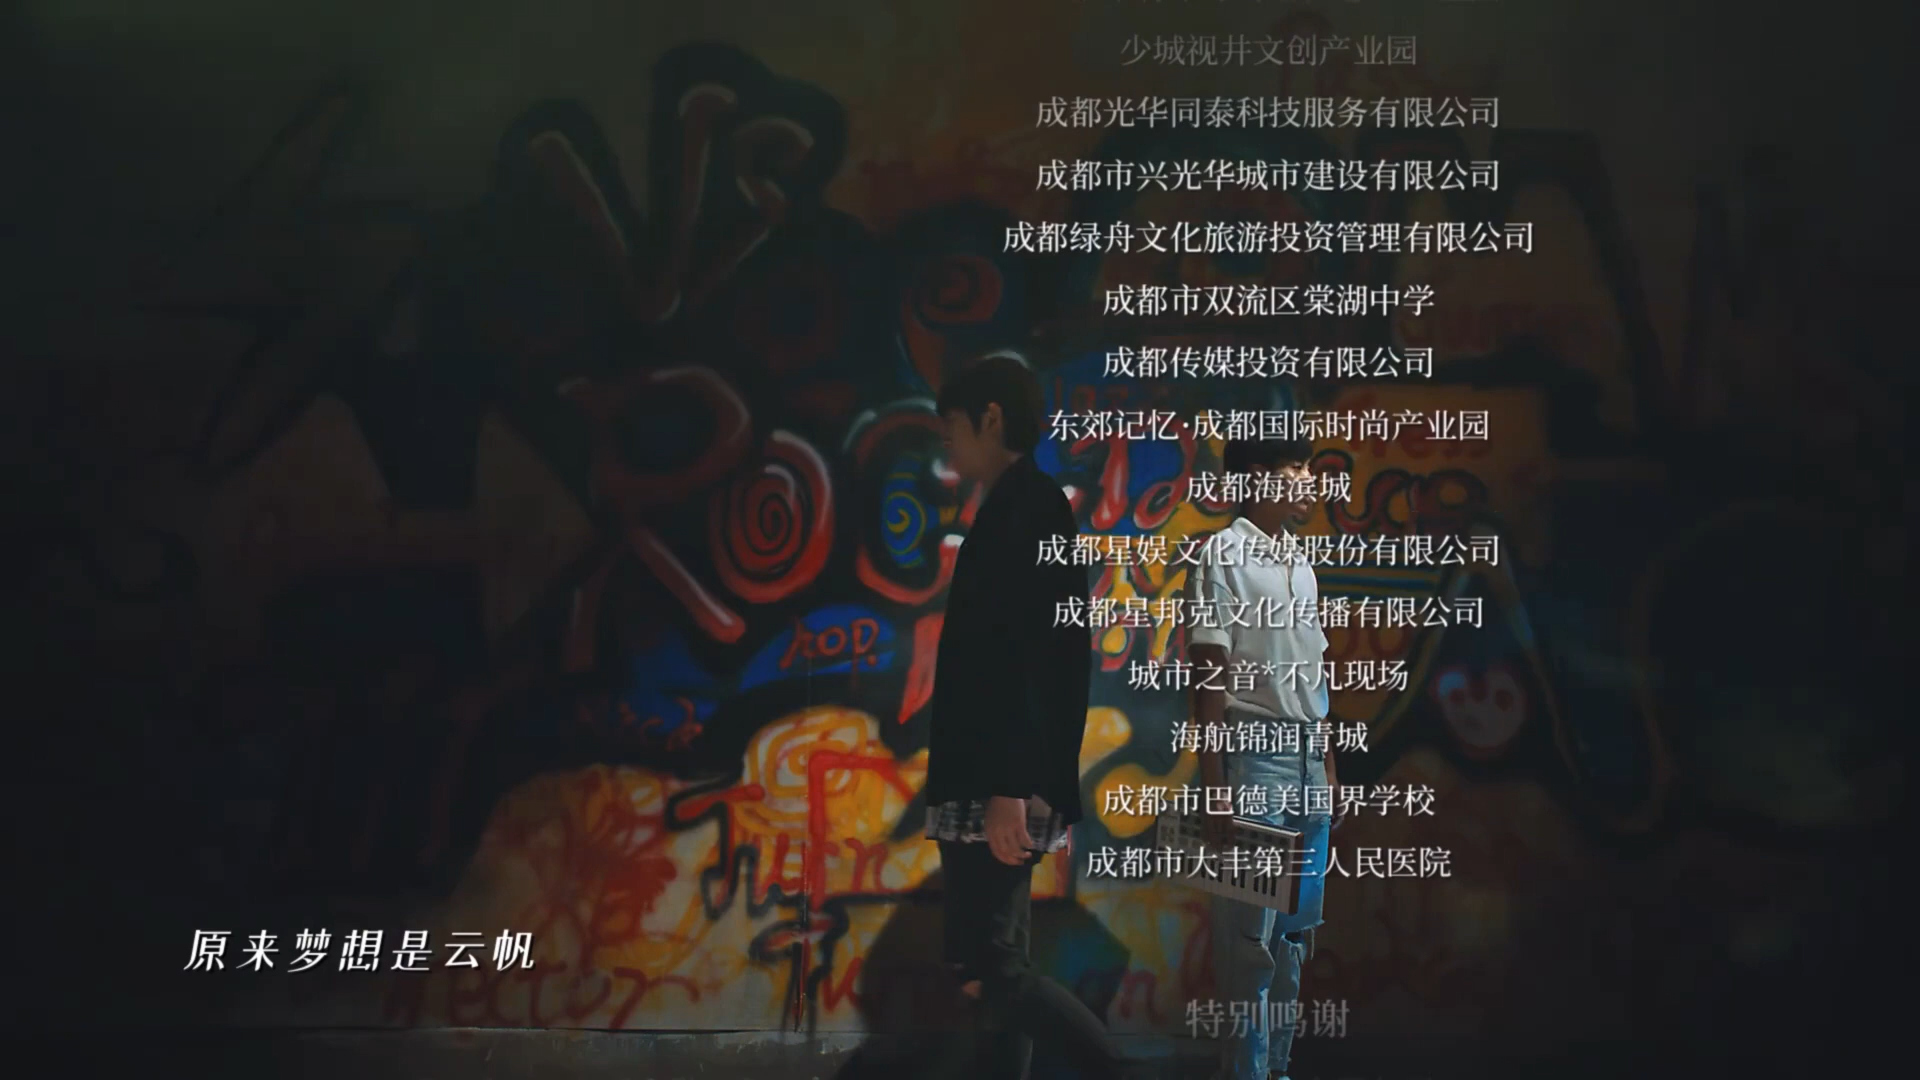 少城视井文创产业园
成都光华同泰科技服务有限公司
成都市兴光华城市建设有限公司
成都绿舟文化旅游投资管理有限公司
成都市双流区棠湖中学
成都传媒投资有限公司
东郊记忆·成都国际时尚产业园
成都海滨城
成都星娱文化传媒股份有限公司
成都星邦克文化传播有限公司
城市之音*不凡现场
海航锦润青城
成都市巴德美国界学校
成都市大丰第三人民医院
原来梦想是云帆
特别鸣谢
ROCK
KOP
Turn